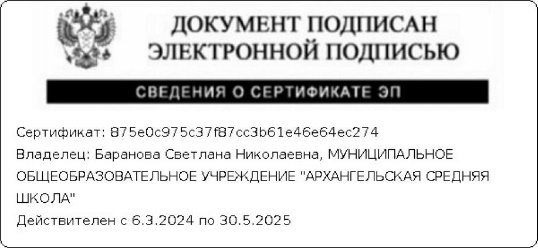 ДОКУМЕНТ ПОДПИСАН
ЭЛЕКТРОННОЙ ПОДПИСЬЮ
СВЕДЕНИЯ О СЕРТИФИКАТЕ ЭП
Сертификат: 875e0c975c37f87cc3b61e46e64ec274
Владелец: Баранова Светлана Николаевна, МУНИЦИПАЛЬНОЕ
ОБЩЕОБРАЗОВАТЕЛЬНОЕ УЧРЕЖДЕНИЕ "АРХАНГЕЛЬСКАЯ СРЕДНЯЯ
ШКОЛА"
Действителен с 6.3.2024 по 30.5.2025